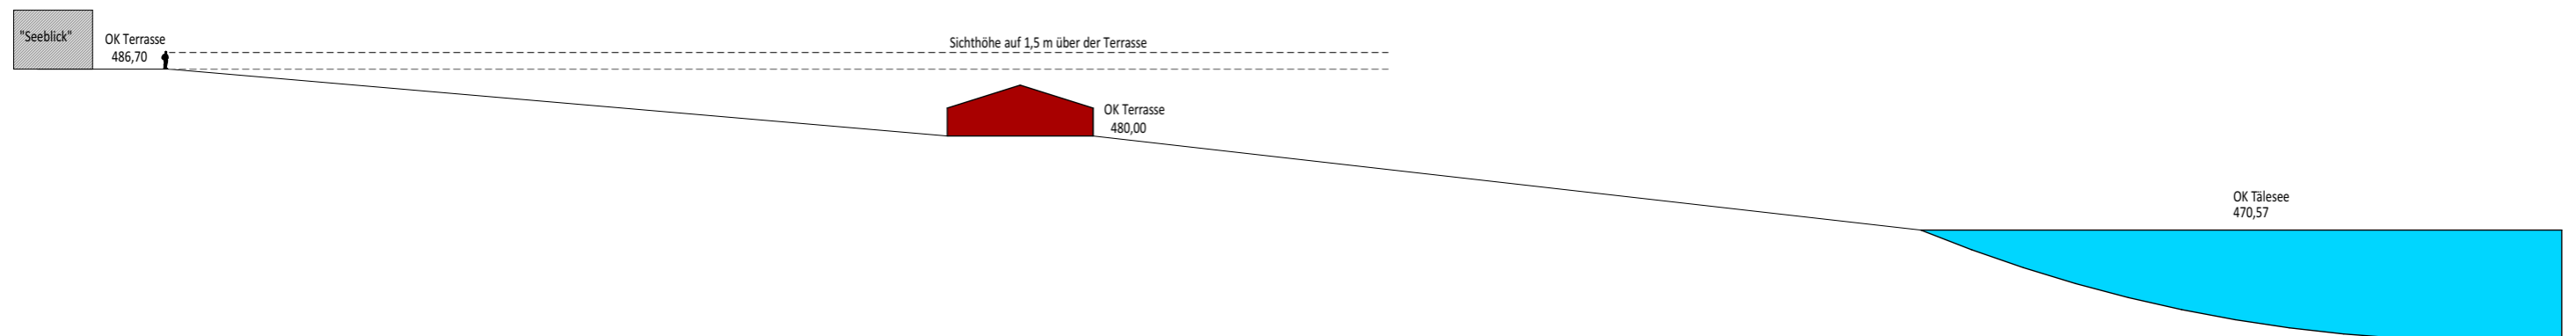 "Seeblick"
OK Terrasse
486,70
Sichthöhe auf 1,5 m über der Terrasse
OK Terrasse
480,00
OK Tälesee
470,57